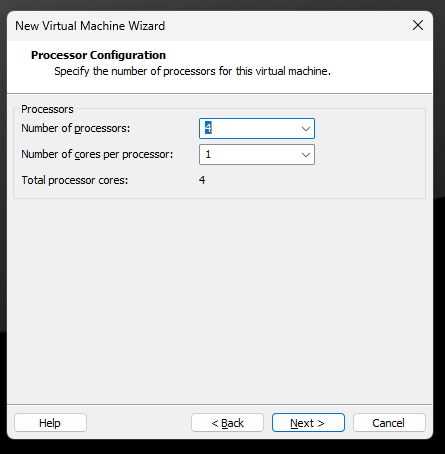 New Virtual Machine Wizard
Processor Configuration
Specify the number of processors for this virtual machine.
Processors
Number of processors: 4
Number of cores per processor: 1
Total processor cores: 4
Help < Back Next > Cancel